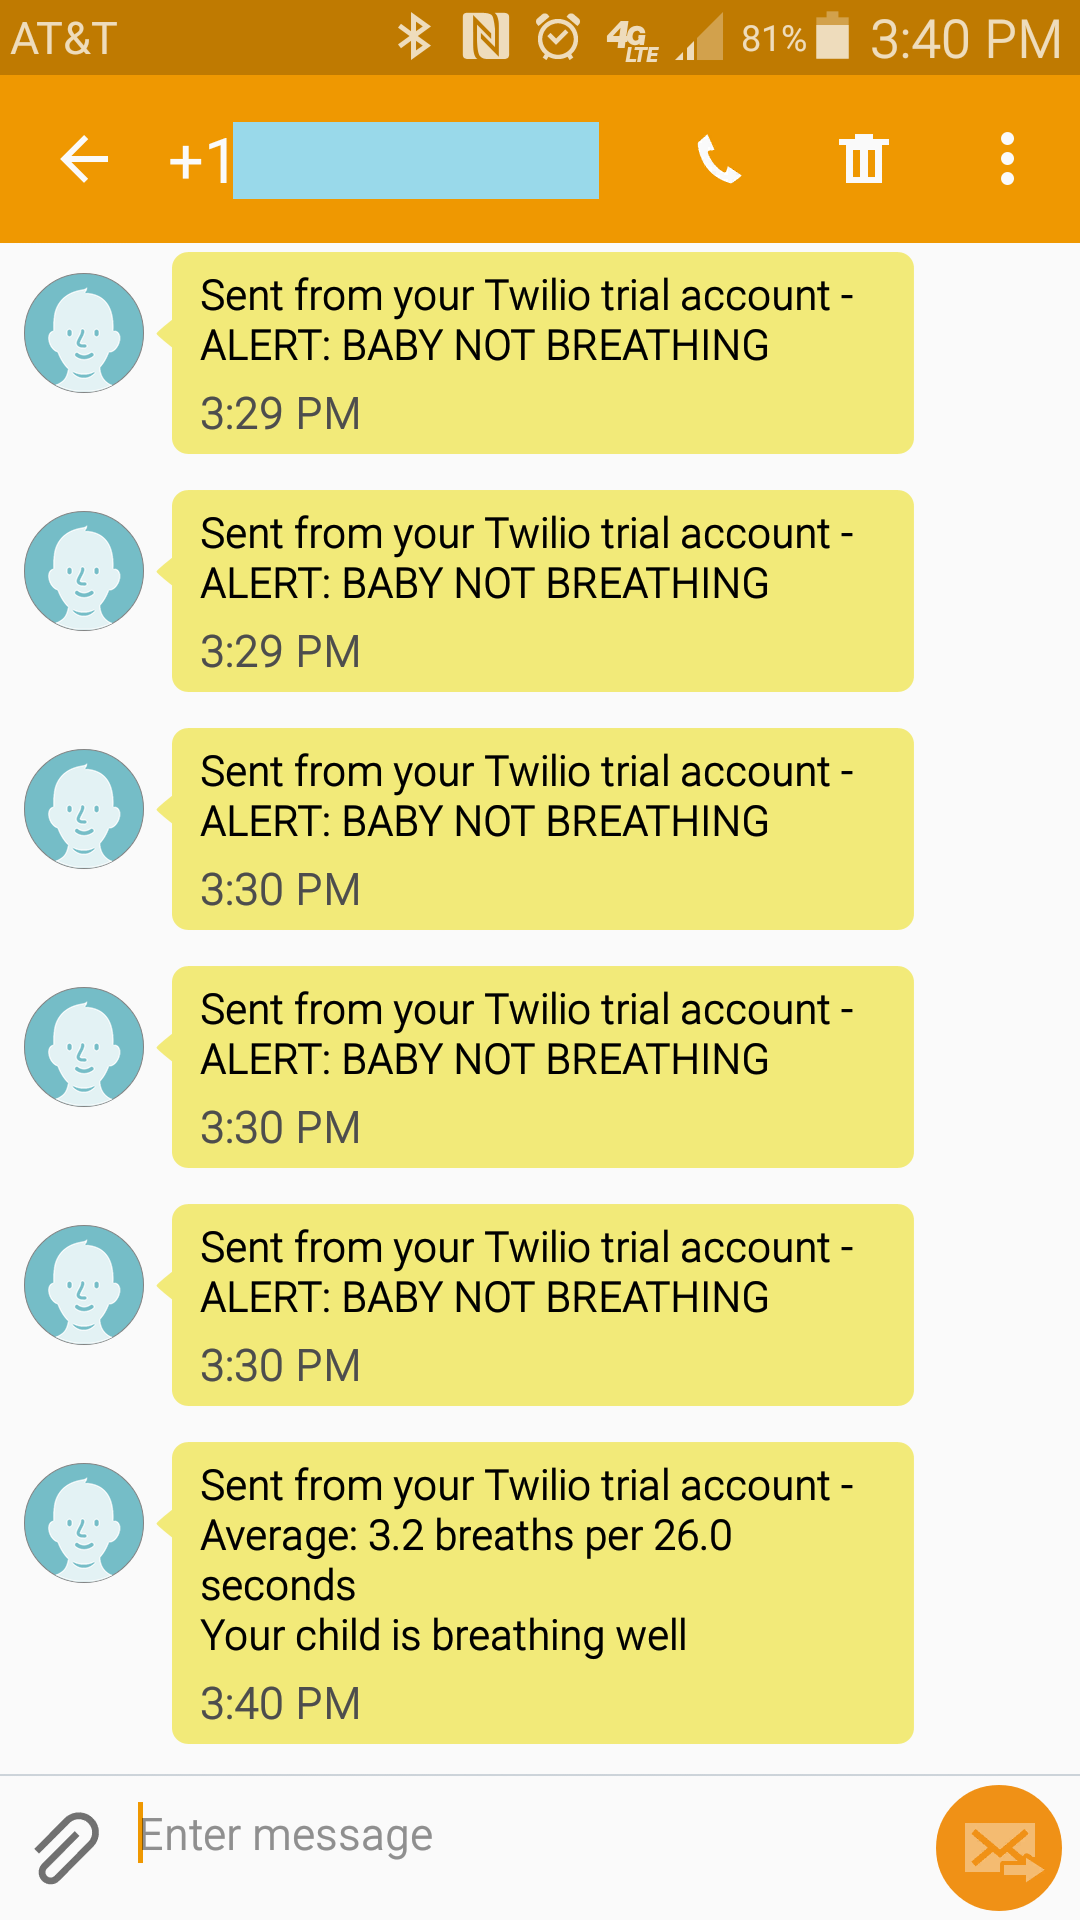 AT&T 4G LTE 81% 3:40 PM
+1
Sent from your Twilio trial account -
ALERT: BABY NOT BREATHING
3:29 PM
Sent from your Twilio trial account -
ALERT: BABY NOT BREATHING
3:29 PM
Sent from your Twilio trial account -
ALERT: BABY NOT BREATHING
3:30 PM
Sent from your Twilio trial account -
ALERT: BABY NOT BREATHING
3:30 PM
Sent from your Twilio trial account -
ALERT: BABY NOT BREATHING
3:30 PM
Sent from your Twilio trial account -
Average: 3.2 breaths per 26.0
seconds
Your child is breathing well
3:40 PM
Enter message